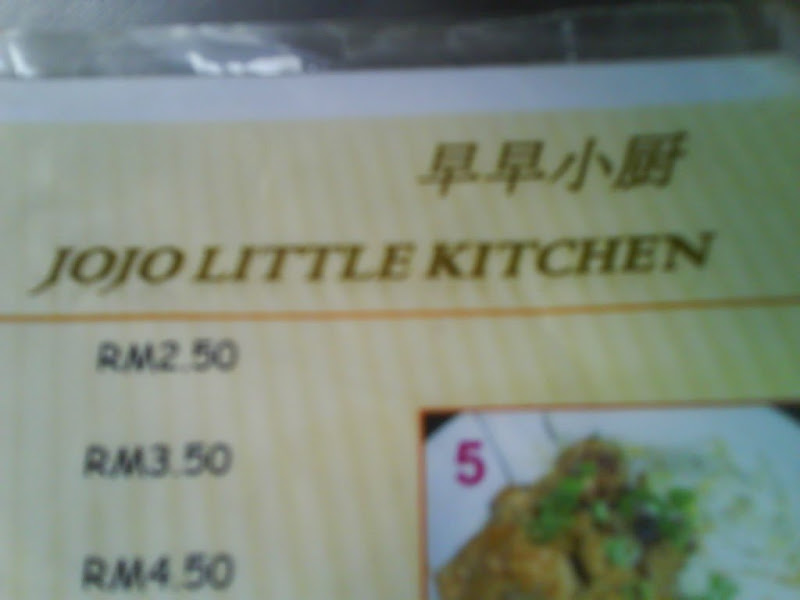 早早小厨
JOJO LITTLE KITCHEN
RM2.50
RM3.50
5
RM4.50